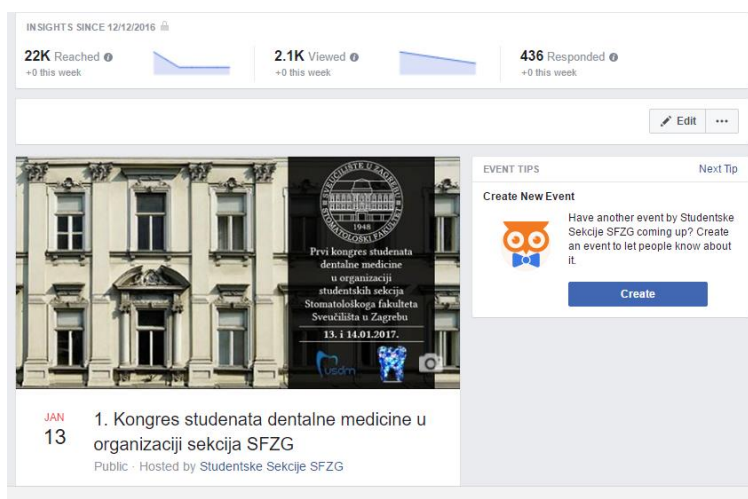 INSIGHTS SINCE 12/12/2016
22K Reached
+0 this week
2.1K Viewed
+0 this week
436 Responded
+0 this week
Edit
SVEUČILIŠTE U ZAGREBU
STOMATOLOŠKI FAKULTET
1948
Prvi kongres studenata
dentalne medicine
u organizaciji
studentskih sekcija
Stomatološkoga fakulteta
Sveučilišta u Zagrebu
13. i 14.01.2017.
usdm
JAN
13
1. Kongres studenata dentalne medicine u
organizaciji sekcija SFZG
Public · Hosted by Studentske Sekcije SFZG
EVENT TIPS
Next Tip
Create New Event
Have another event by Studentske
Sekcije SFZG coming up? Create
an event to let people know about
it.
Create